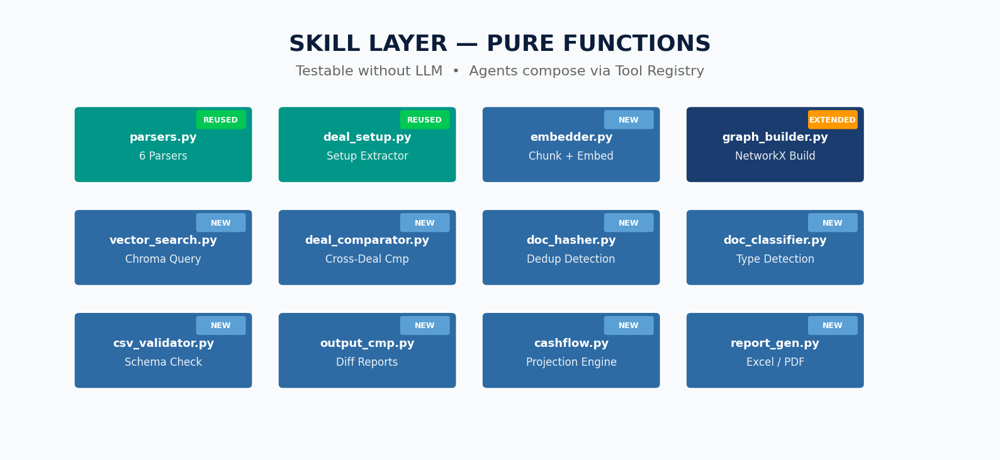 SKILL LAYER — PURE FUNCTIONS
Testable without LLM • Agents compose via Tool Registry
REUSED
parsers.py
6 Parsers
REUSED
deal_setup.py
Setup Extractor
NEW
embedder.py
Chunk + Embed
EXTENDED
graph_builder.py
NetworkX Build
NEW
vector_search.py
Chroma Query
NEW
deal_comparator.py
Cross-Deal Cmp
NEW
doc_hasher.py
Dedup Detection
NEW
doc_classifier.py
Type Detection
NEW
csv_validator.py
Schema Check
NEW
output_cmp.py
Diff Reports
NEW
cashflow.py
Projection Engine
NEW
report_gen.py
Excel / PDF